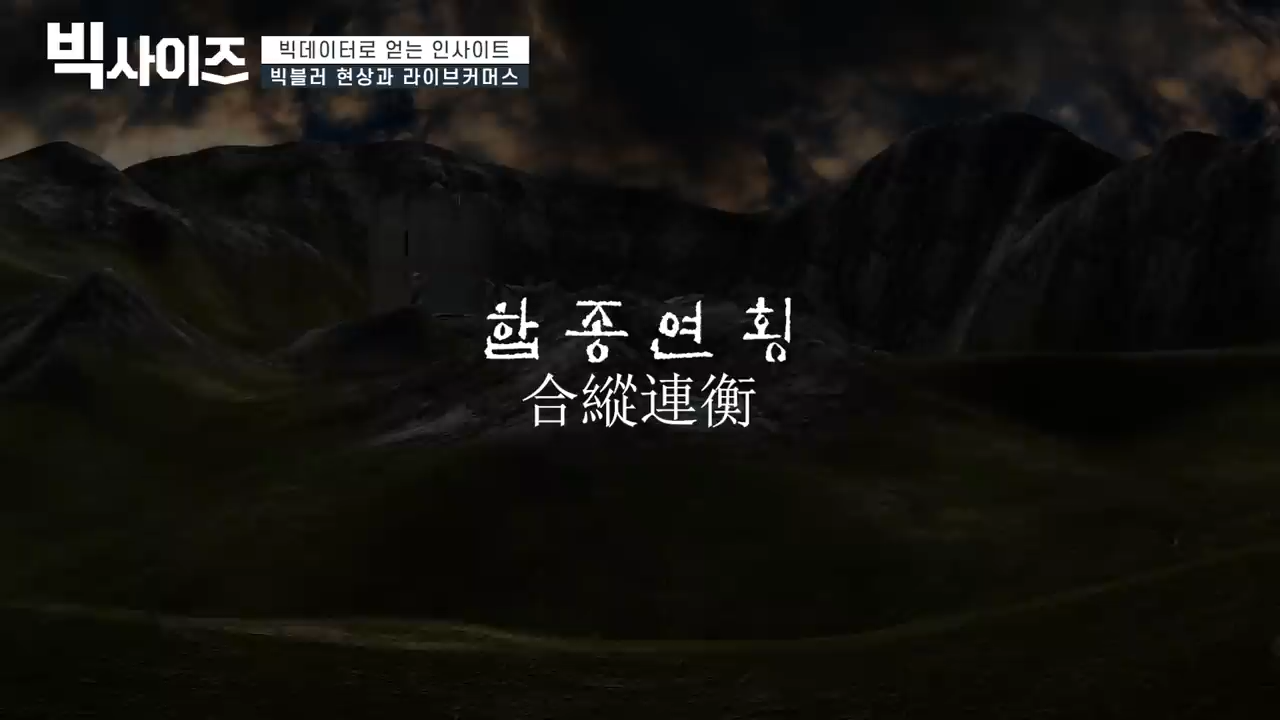 빅사이즈
빅데이터로 얻는 인사이트
빅블러 현상과 라이브커머스
합종연횡
合縱連衡